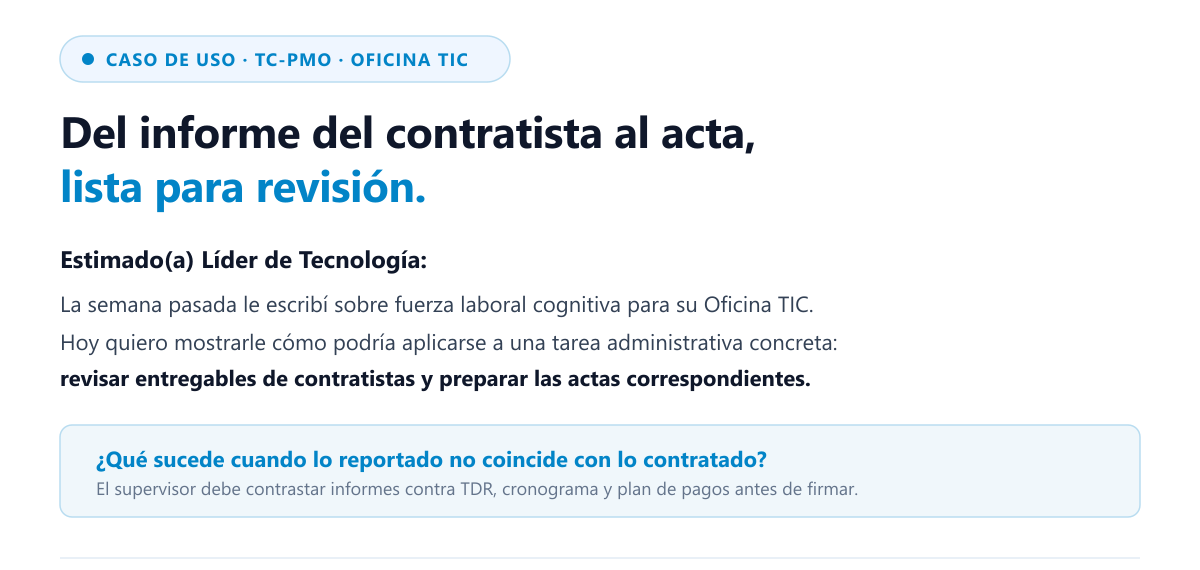 CASO DE USO · TC-PMO · OFICINA TIC
Del informe del contratista al acta,
lista para revisión.
Estimado(a) Líder de Tecnología:
La semana pasada le escribí sobre fuerza laboral cognitiva para su Oficina TIC.
Hoy quiero mostrarle cómo podría aplicarse a una tarea administrativa concreta:
revisar entregables de contratistas y preparar las actas correspondientes.
¿Qué sucede cuando lo reportado no coincide con lo contratado?
El supervisor debe contrastar informes contra TDR, cronograma y plan de pagos antes de firmar.